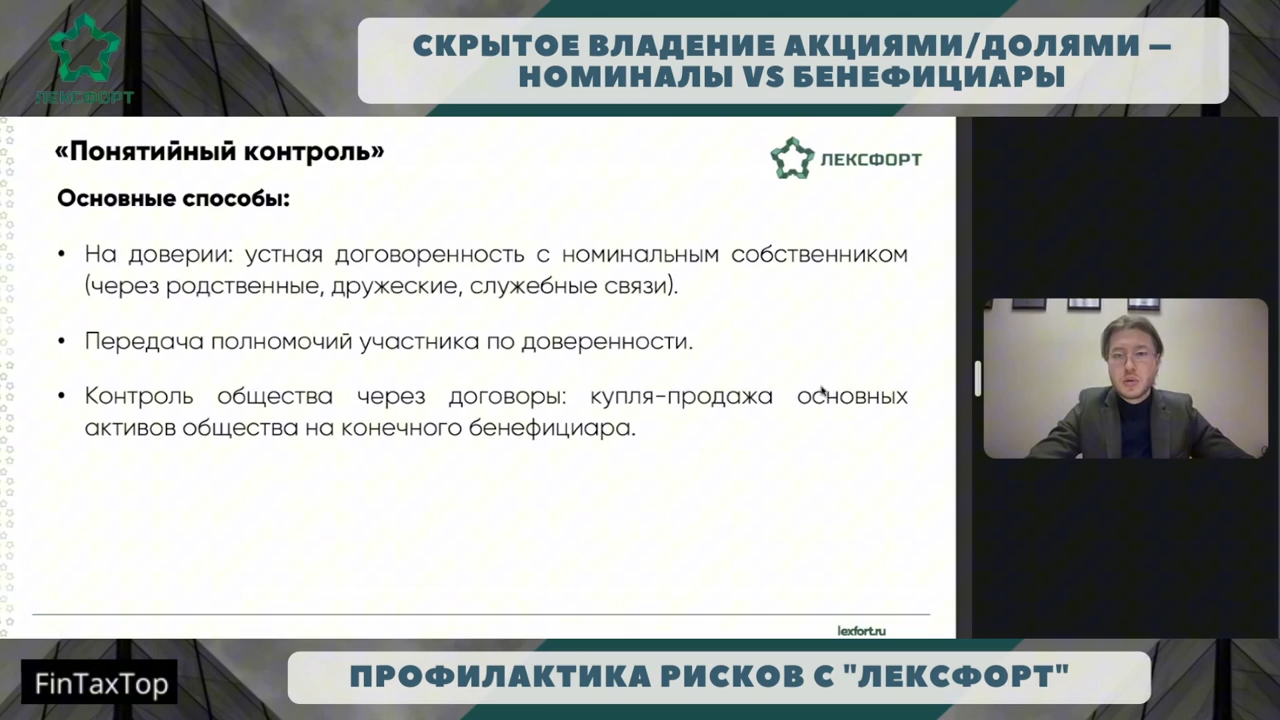 СКРЫТОЕ ВЛАДЕНИЕ АКЦИЯМИ/ДОЛЯМИ –
НОМИНАЛЫ VS БЕНЕФИЦИАРЫ
ЛЕКСФОРТ
«Понятийный контроль»
ЛЕКСФОРТ
Основные способы:
• На доверии: устная договоренность с номинальным собственником
(через родственные, дружеские, служебные связи).
• Передача полномочий участника по доверенности.
• Контроль общества через договоры: купля-продажа основных
активов общества на конечного бенефициара.
lexfort.ru
FinTaxTop
ПРОФИЛАКТИКА РИСКОВ С "ЛЕКСФОРТ"